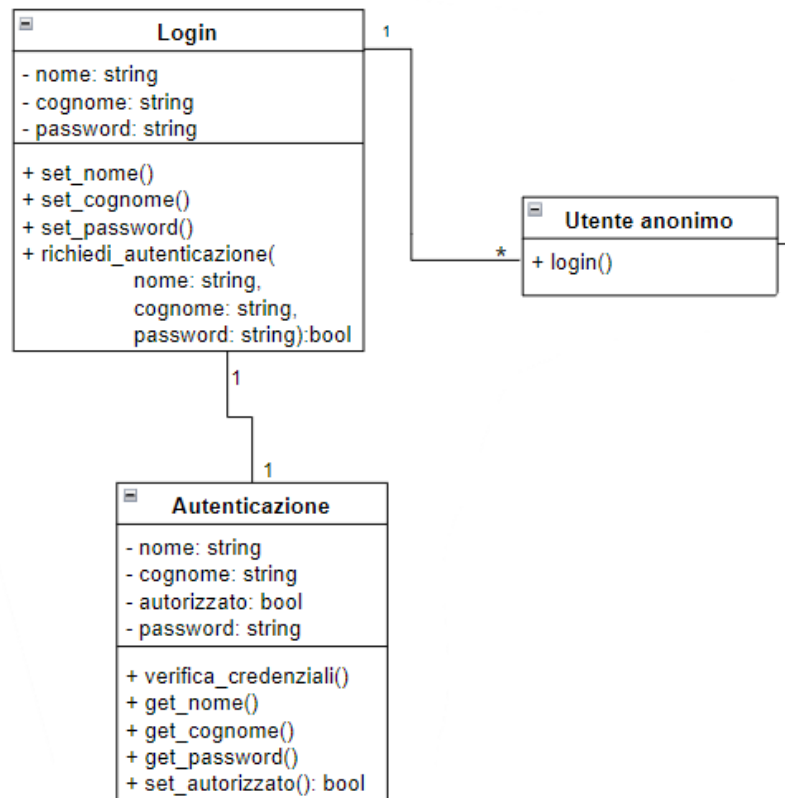 Login
- nome: string
- cognome: string
- password: string
+ set_nome()
+ set_cognome()
+ set_password()
+ richiedi_autenticazione(
nome: string,
cognome: string,
password: string):bool
1
*
Utente anonimo
+ login()
1
1
Autenticazione
- nome: string
- cognome: string
- autorizzato: bool
- password: string
+ verifica_credenziali()
+ get_nome()
+ get_cognome()
+ get_password()
+ set_autorizzato(): bool